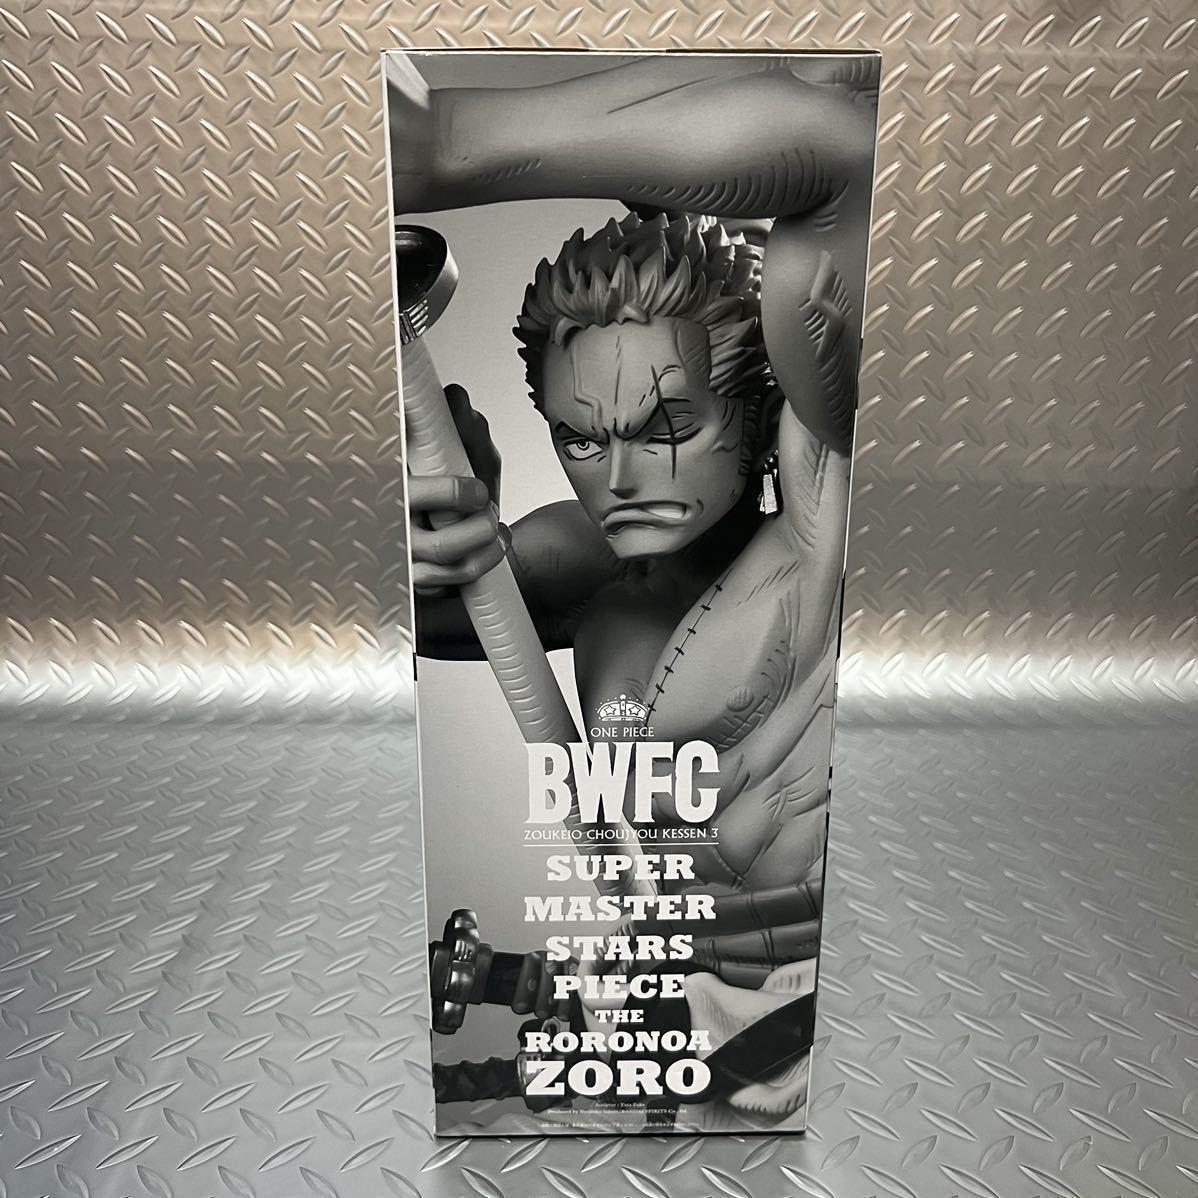 ONE PIECE
BWFC
ZOUKEIO CHOUJYOU KESSEN 3
SUPER
MASTER
STARS
PIECE
THE
RORONOA
ZORO